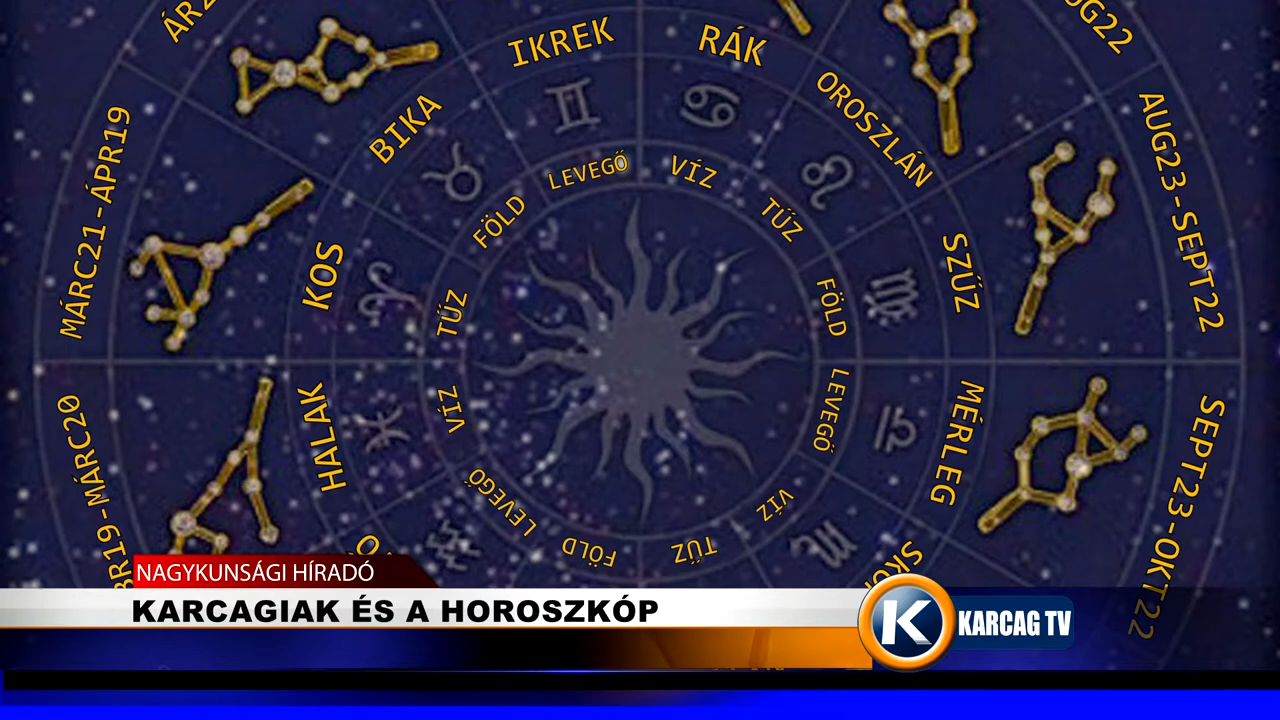 IKREK
RÁK
BIKA
OROSZLÁN
AUG23-SEPT22
MÁRC21-ÁPR19
LEVEGŐ
VÍZ
FÖLD
TŰZ
KOS
SZŰZ
TŰZ
FÖLD
VÍZ
LEVEGŐ
HALAK
MÉRLEG
SEPT23-OKT22
LEVEGŐ
VÍZ
FÖLD
TŰZ
NAGYKUNSÁGI HÍRADÓ
KARCAGIAK ÉS A HOROSZKÓP
K
KARCAG TV